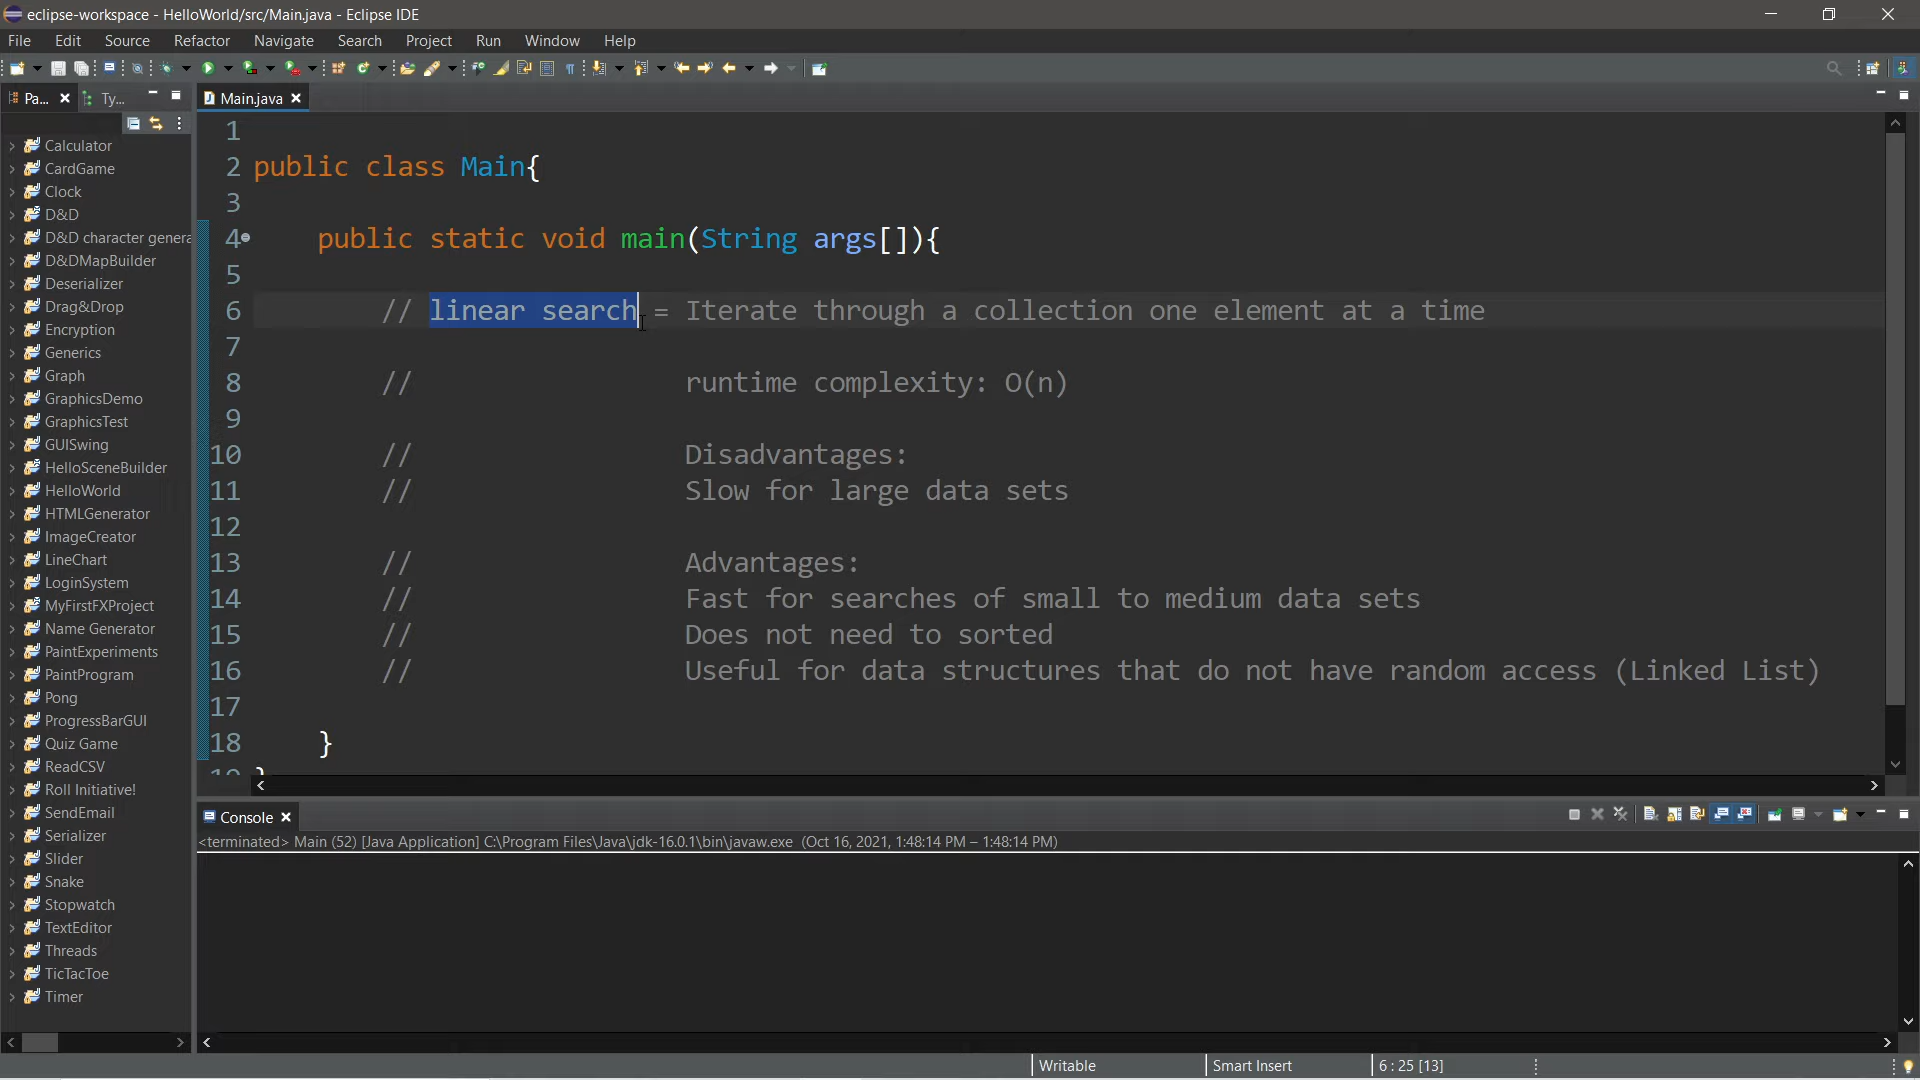 eclipse-workspace - HelloWorld/src/Main.java - Eclipse IDE
File Edit Source Refactor Navigate Search Project Run Window Help
Pa... Ty... Main.java
Calculator
CardGame
Clock
D&D
D&D character genera
D&DMapBuilder
Deserializer
Drag&Drop
Encryption
Generics
Graph
GraphicsDemo
GraphicsTest
GUISwing
HelloSceneBuilder
HelloWorld
HTMLGenerator
ImageCreator
LineChart
LoginSystem
MyFirstFXProject
Name Generator
PaintExperiments
PaintProgram
Pong
ProgressBarGUI
Quiz Game
ReadCSV
Roll Initiative!
SendEmail
Serializer
Slider
Snake
Stopwatch
TextEditor
Threads
TicTacToe
Timer
1
2 public class Main{
3
4 public static void main(String args[]){
5
6 // linear search = Iterate through a collection one element at a time
7
8 // runtime complexity: O(n)
9
10 // Disadvantages:
11 // Slow for large data sets
12
13 // Advantages:
14 // Fast for searches of small to medium data sets
15 // Does not need to sorted
16 // Useful for data structures that do not have random access (Linked List)
17
18 }
19 }
Console
<terminated> Main (52) [Java Application] C:\Program Files\Java\jdk-16.0.1\bin\javaw.exe (Oct 16, 2021, 1:48:14 PM – 1:48:14 PM)
Writable Smart Insert 6 : 25 [13]